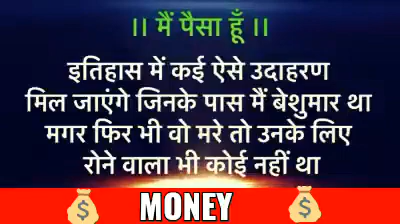 ।। मैं पैसा हूँ ।।
इतिहास में कई ऐसे उदाहरण
मिल जाएंगे जिनके पास मैं बेशुमार था
मगर फिर भी वो मरे तो उनके लिए
रोने वाला भी कोई नहीं था
MONEY